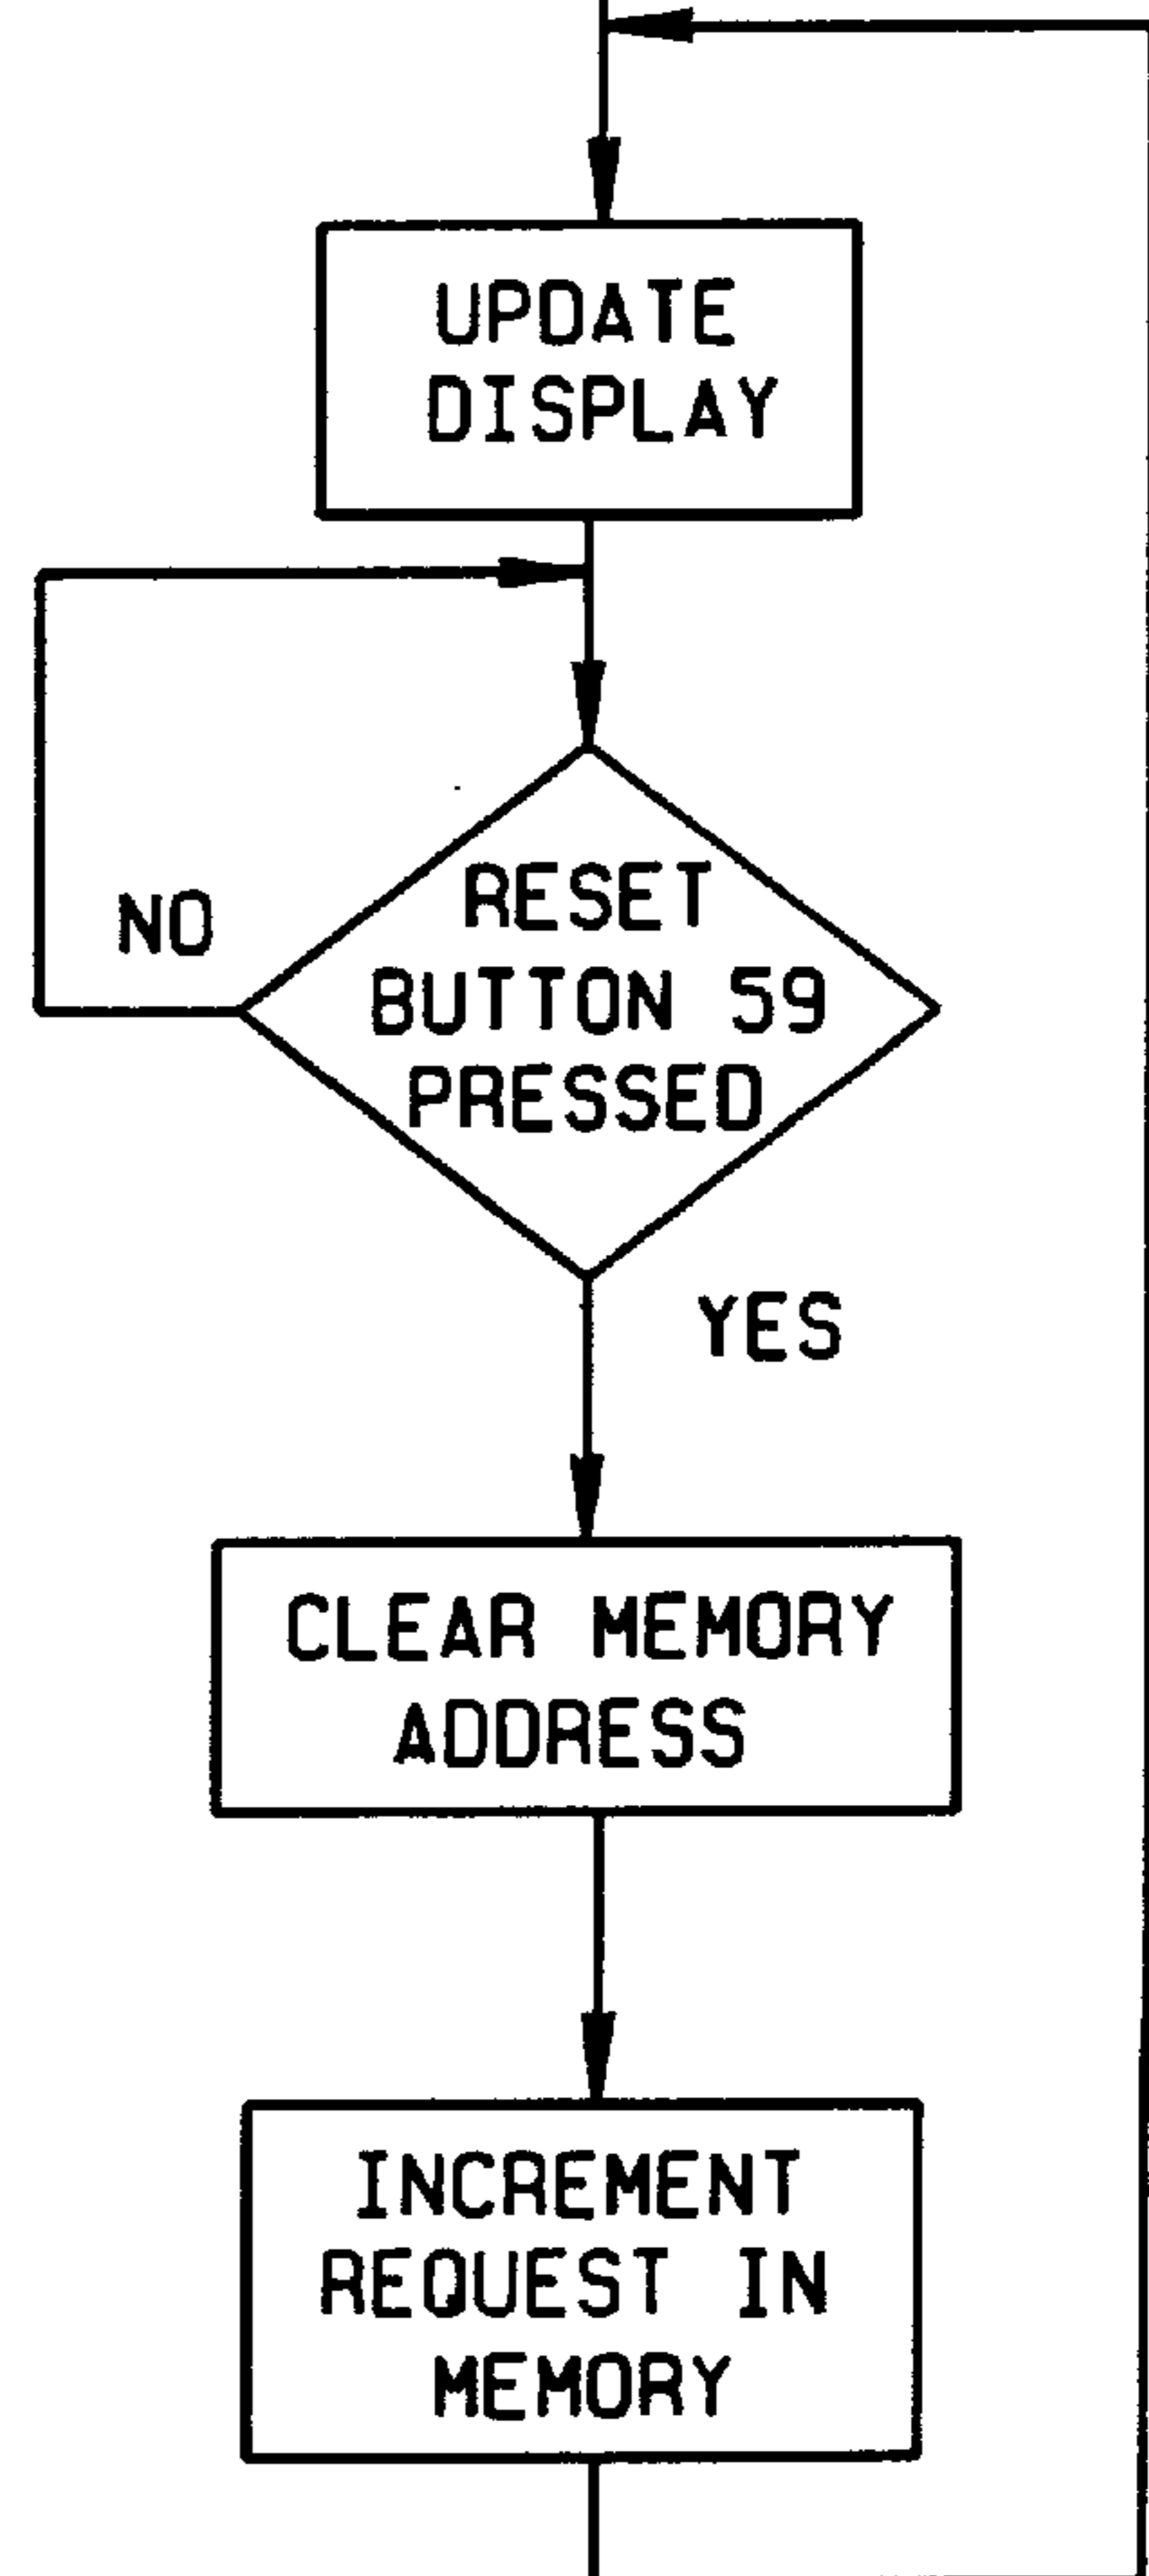 UPDATE
DISPLAY
RESET
BUTTON 59
PRESSED
NO
YES
CLEAR MEMORY
ADDRESS
INCREMENT
REQUEST IN
MEMORY